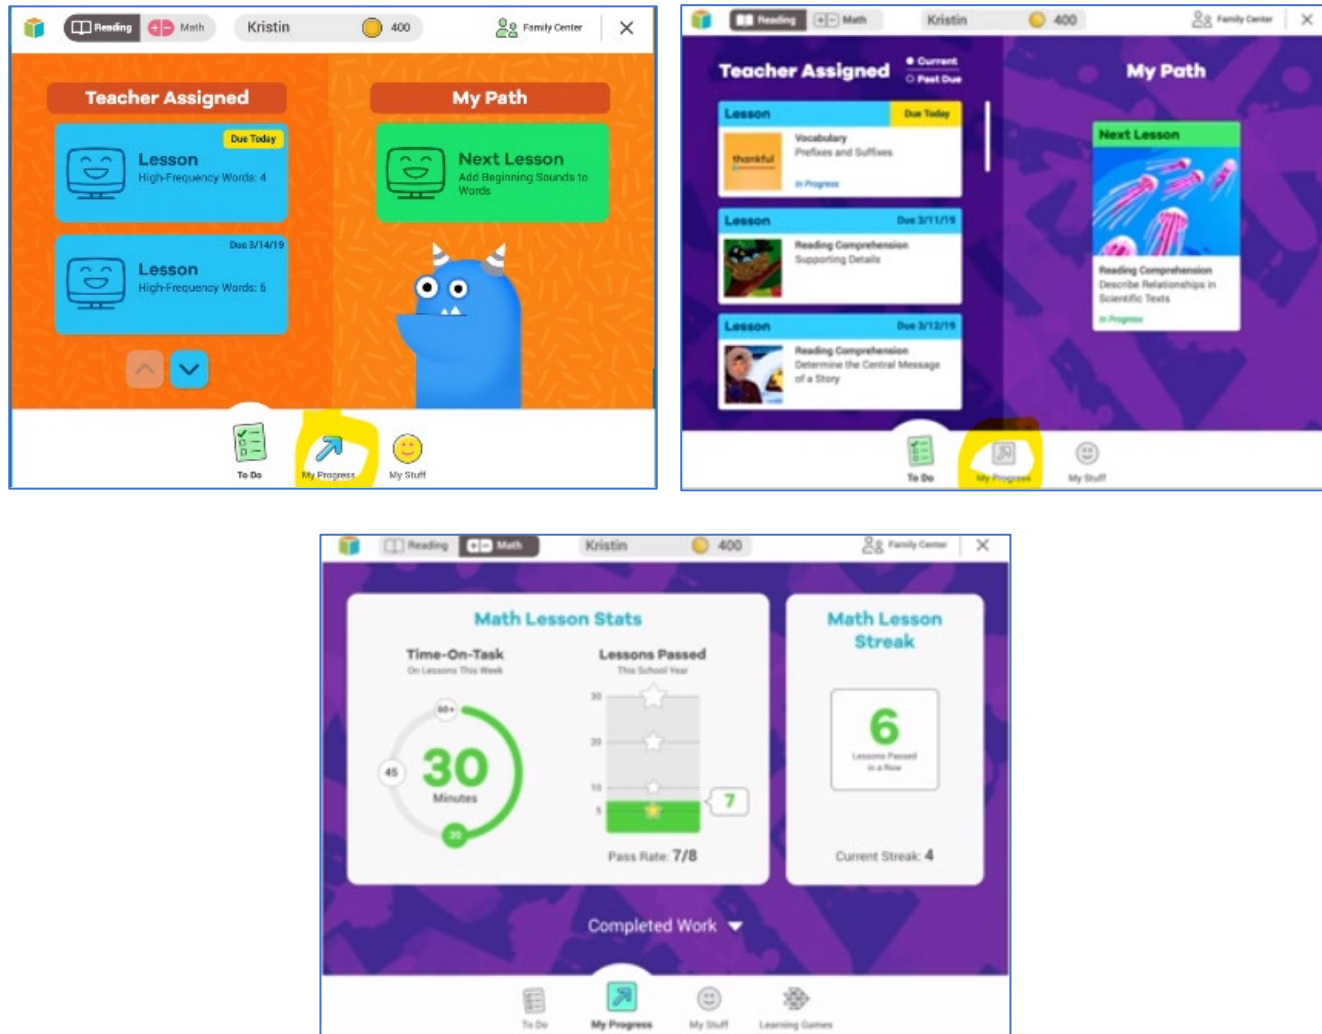 Reading Math Kristin 400 Family Center
Teacher Assigned
Due Today
Lesson
High-Frequency Words: 4
Due 3/14/19
Lesson
High-Frequency Words: 5
My Path
Next Lesson
Add Beginning Sounds to
Words
To Do My Progress My Stuff
Reading Math Kristin 400 Family Center
Teacher Assigned
Current
Past Due
Lesson Due Today
thankful
Vocabulary
Prefixes and Suffixes
In Progress
Lesson Due 3/11/19
Reading Comprehension
Supporting Details
Lesson Due 3/12/19
Reading Comprehension
Determine the Central Message
of a Story
My Path
Next Lesson
Reading Comprehension
Describe Relationships in
Scientific Texts
In Progress
To Do My Progress My Stuff
Reading Math Kristin 400 Family Center
Math Lesson Stats
Time-On-Task
On Lessons This Week
60+
45
30
Minutes
30
Lessons Passed
This School Year
30
20
10
5
7
Pass Rate: 7/8
Math Lesson
Streak
6
Lessons Passed
in a Row
Current Streak: 4
Completed Work
To Do My Progress My Stuff Learning Games